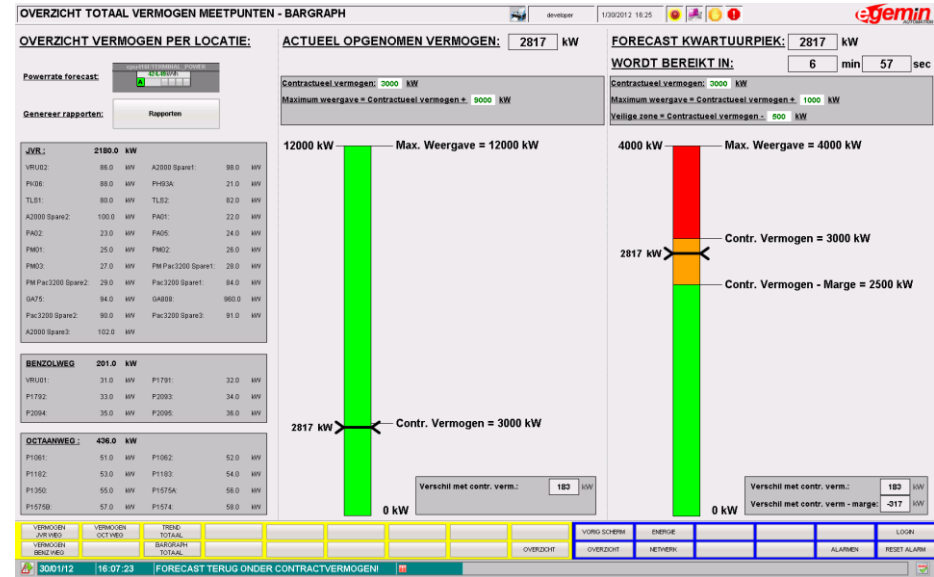 OVERZICHT TOTAAL VERMOGEN MEETPUNTEN - BARGRAPH
developer
1/30/2012 16:25
egemin
AUTOMATION
OVERZICHT VERMOGEN PER LOCATIE:
Powerrate forecast:
A
Genereer rapporten:
Rapporten
JVR : 2180.0 kW
VRU02: 86.0 kW A2000 Spare1: 98.0 kW
PK06: 88.0 kW PH93A: 21.0 kW
TLS1: 80.0 kW TLS2: 82.0 kW
A2000 Spare2: 100.0 kW PA01: 22.0 kW
PA02: 23.0 kW PA05: 24.0 kW
PM01: 25.0 kW PM02: 26.0 kW
PM03: 27.0 kW PM Pac3200 Spare1: 28.0 kW
PM Pac3200 Spare2: 29.0 kW Pac3200 Spare1: 84.0 kW
GA75: 94.0 kW GA808: 960.0 kW
Pac3200 Spare2: 90.0 kW Pac3200 Spare3: 91.0 kW
A2000 Spare3: 102.0 kW
BENZOLWEG 201.0 kW
VRU01: 31.0 kW P1791: 32.0 kW
P1792: 33.0 kW P2093: 34.0 kW
P2094: 35.0 kW P2095: 36.0 kW
OCTAANWEG : 436.0 kW
P1061: 51.0 kW P1062: 52.0 kW
P1182: 53.0 kW P1183: 54.0 kW
P1350: 55.0 kW P1575A: 56.0 kW
P1575B: 57.0 kW P1574: 58.0 kW
ACTUEEL OPGENOMEN VERMOGEN: 2817 kW
Contractueel vermogen: 3000 kW
Maximum weergave = Contractueel vermogen + 9000 kW
12000 kW
Max. Weergave = 12000 kW
Contr. Vermogen = 3000 kW
2817 kW
Verschil met contr. verm.: 183 kW
0 kW
FORECAST KWARTUURPIEK: 2817 kW
WORDT BEREIKT IN: 6 min 57 sec
Contractueel vermogen: 3000 kW
Maximum weergave = Contractueel vermogen + 1000 kW
Veilige zone = Contractueel vermogen - 500 kW
4000 kW
Max. Weergave = 4000 kW
Contr. Vermogen = 3000 kW
2817 kW
Contr. Vermogen - Marge = 2500 kW
Verschil met contr. verm.: 183 kW
Verschil met contr. verm - marge: -317 kW
0 kW
VERMOGEN JVR WEG
VERMOGEN OCT WEG
TREND TOTAAL
VORIG SCHERM
ENERGIE
LOGIN
VERMOGEN BENZ WEG
BARGRAPH TOTAAL
OVERZICHT
OVERZICHT
NETWERK
ALARMEN
RESET ALARM
30/01/12 16:07:23 FORECAST TERUG ONDER CONTRACTVERMOGEN!